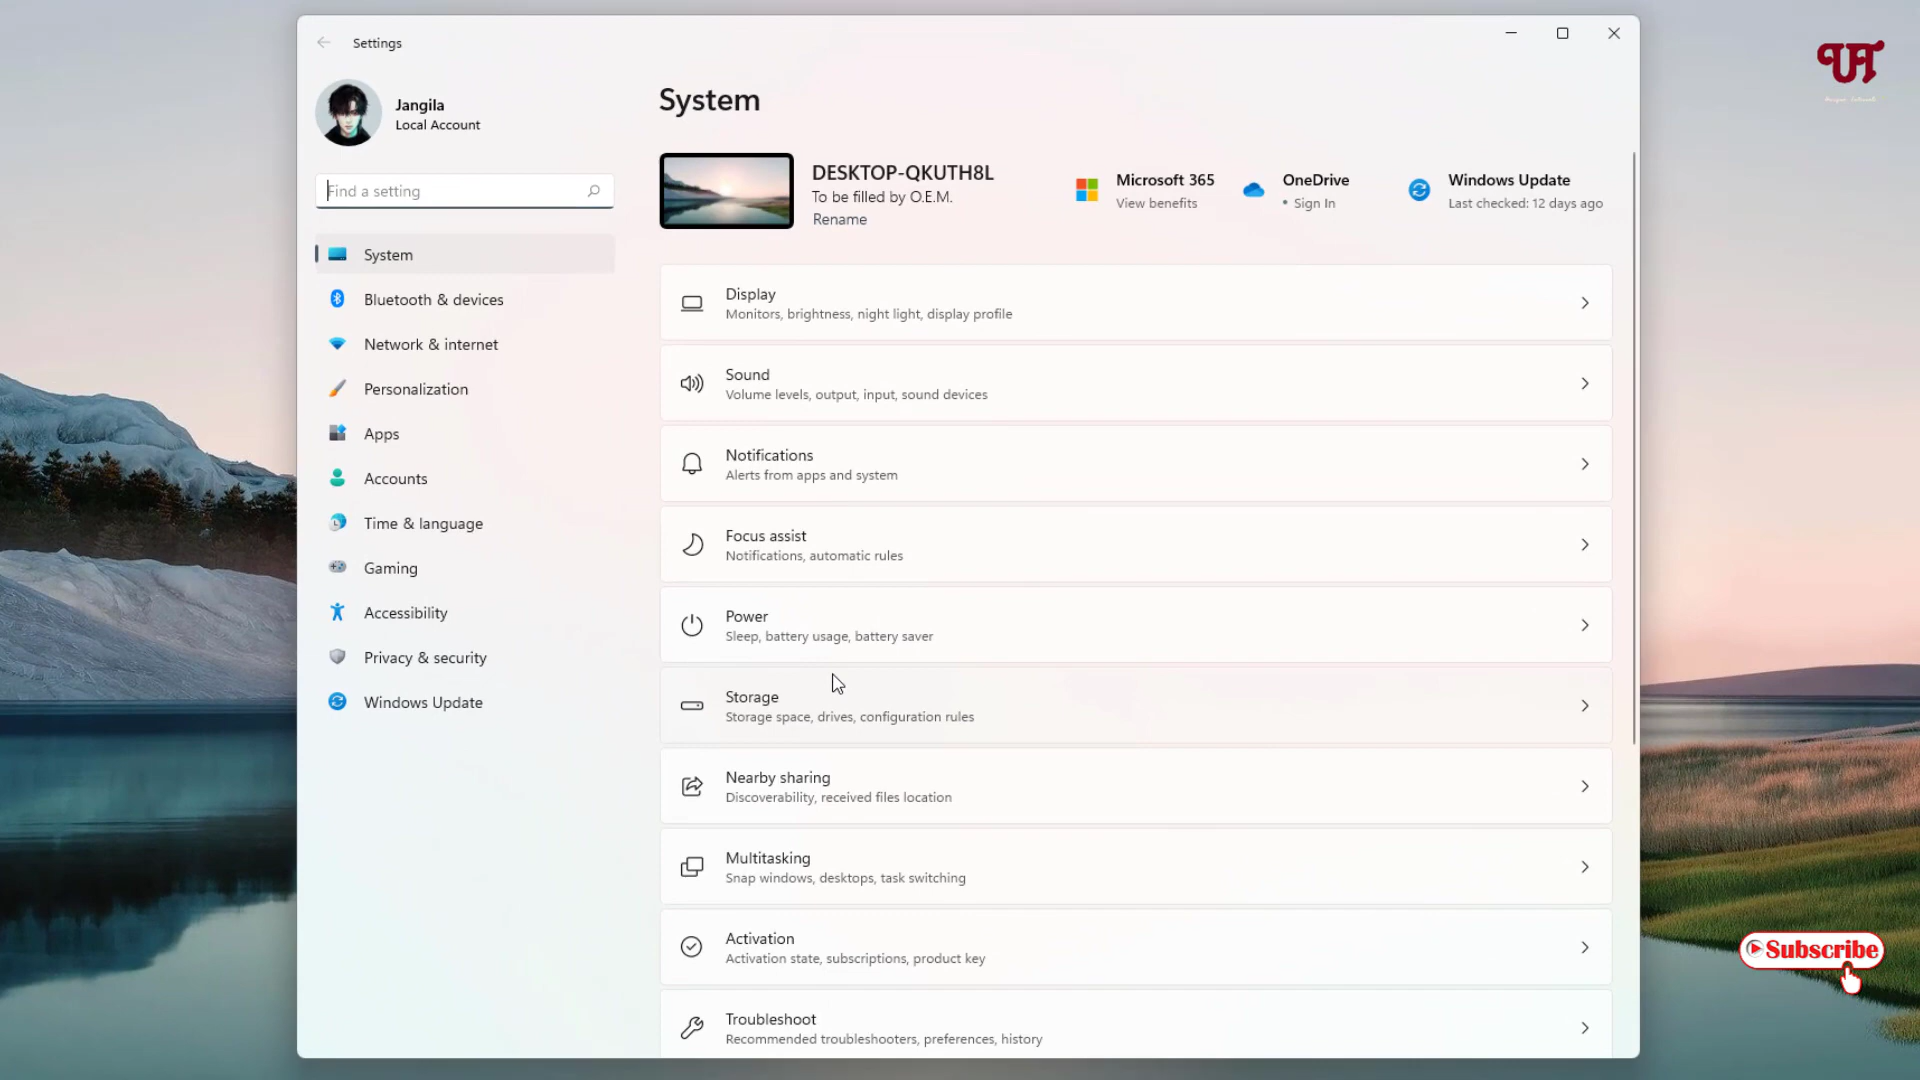 Settings
Jangila
Local Account
Find a setting
System
Bluetooth & devices
Network & internet
Personalization
Apps
Accounts
Time & language
Gaming
Accessibility
Privacy & security
Windows Update
System
DESKTOP-QKUTH8L
To be filled by O.E.M.
Rename
Microsoft 365
View benefits
OneDrive
• Sign In
Windows Update
Last checked: 12 days ago
Display
Monitors, brightness, night light, display profile
Sound
Volume levels, output, input, sound devices
Notifications
Alerts from apps and system
Focus assist
Notifications, automatic rules
Power
Sleep, battery usage, battery saver
Storage
Storage space, drives, configuration rules
Nearby sharing
Discoverability, received files location
Multitasking
Snap windows, desktops, task switching
Activation
Activation state, subscriptions, product key
Troubleshoot
Recommended troubleshooters, preferences, history
Subscribe